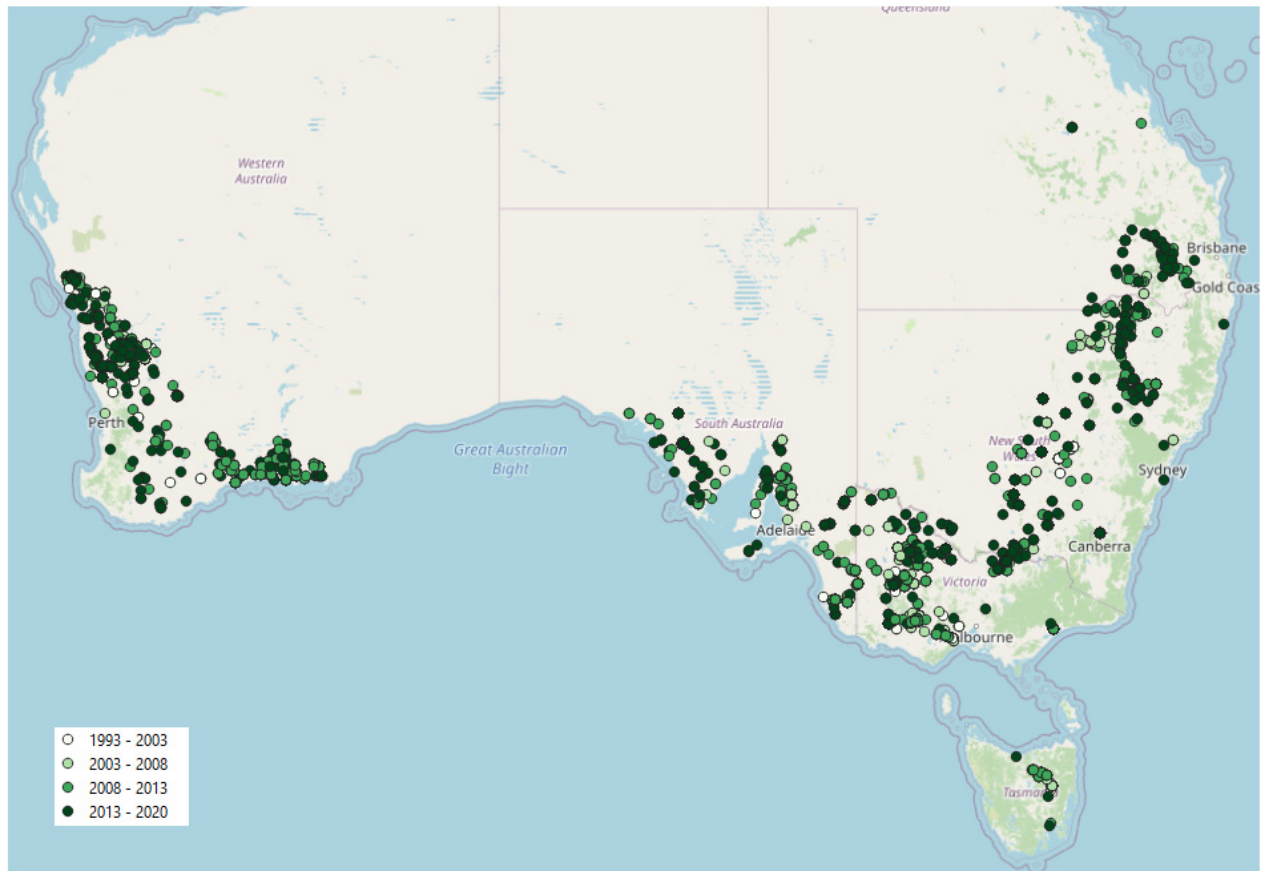 Queensland
Western
Australia
Brisbane
Gold Coas
South Australia
Great Australian
Bight
New South
Wales
Perth
Sydney
Adelaide
Canberra
Victoria
lbourne
Tasmania
1993 - 2003
2003 - 2008
2008 - 2013
2013 - 2020